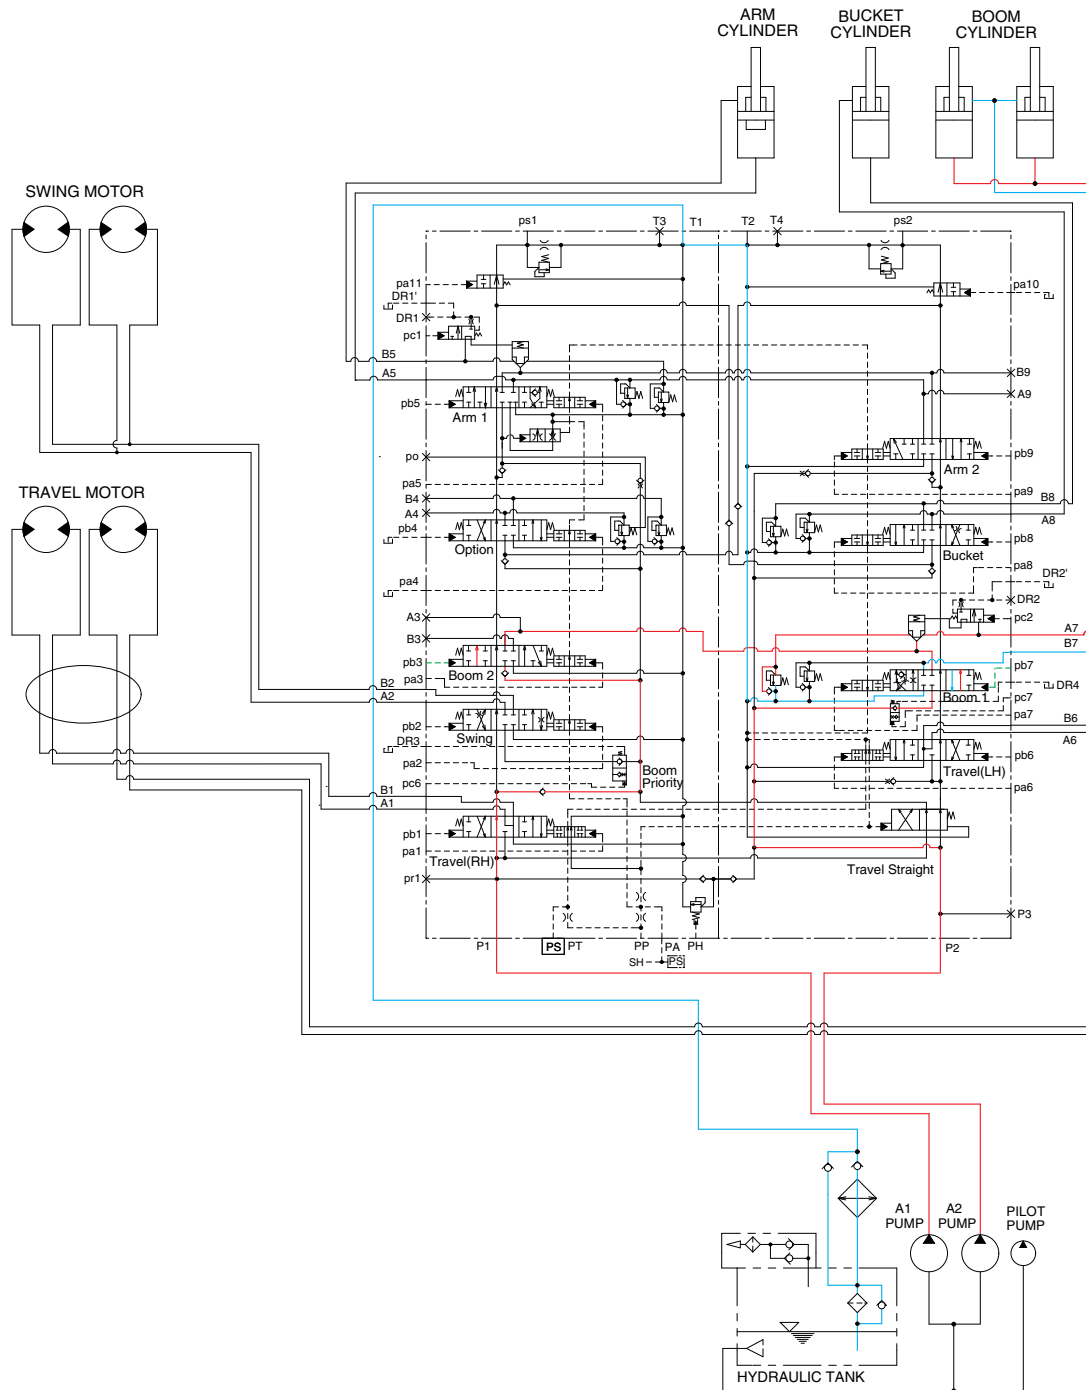 ARM
CYLINDER
BUCKET
CYLINDER
BOOM
CYLINDER
SWING MOTOR
TRAVEL MOTOR
ps1
T3
T1
T2
T4
ps2
pa11
DR1'
DR1
pc1
B5
A5
pb5
Arm 1
po
pa5
B4
A4
pb4
Option
pa4
A3
B3
pb3
Boom 2
pa3
B2
A2
pb2
Swing
DR3
pa2
Boom
Priority
pc6
B1
A1
pb1
Travel(RH)
pa1
pr1
pa10
B9
A9
pb9
Arm 2
pa9
B8
A8
pb8
Bucket
pa8
DR2'
DR2
pc2
A7
B7
pb7
Boom 1
DR4
pc7
pa7
B6
A6
pb6
Travel(LH)
pa6
Travel Straight
P3
P1
PS
PT
PP
PA
PH
P2
SH
PS
A1
PUMP
A2
PUMP
PILOT
PUMP
HYDRAULIC TANK